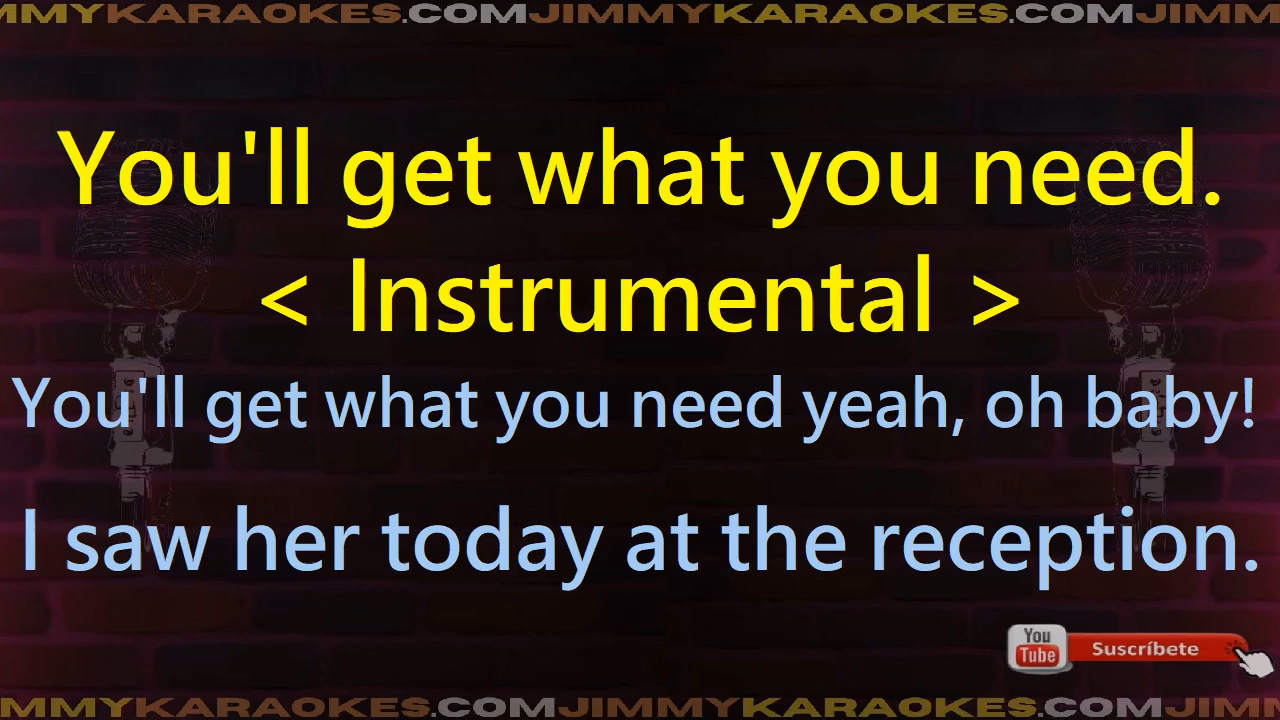 MMYKARAOKES.COMJIMMYKARAOKES.COMJIMM
You'll get what you need.
< Instrumental >
You'll get what you need yeah, oh baby!
I saw her today at the reception.
You
Tube
Suscríbete
MMYKARAOKES.COMJIMMYKARAOKES.COMJIMM